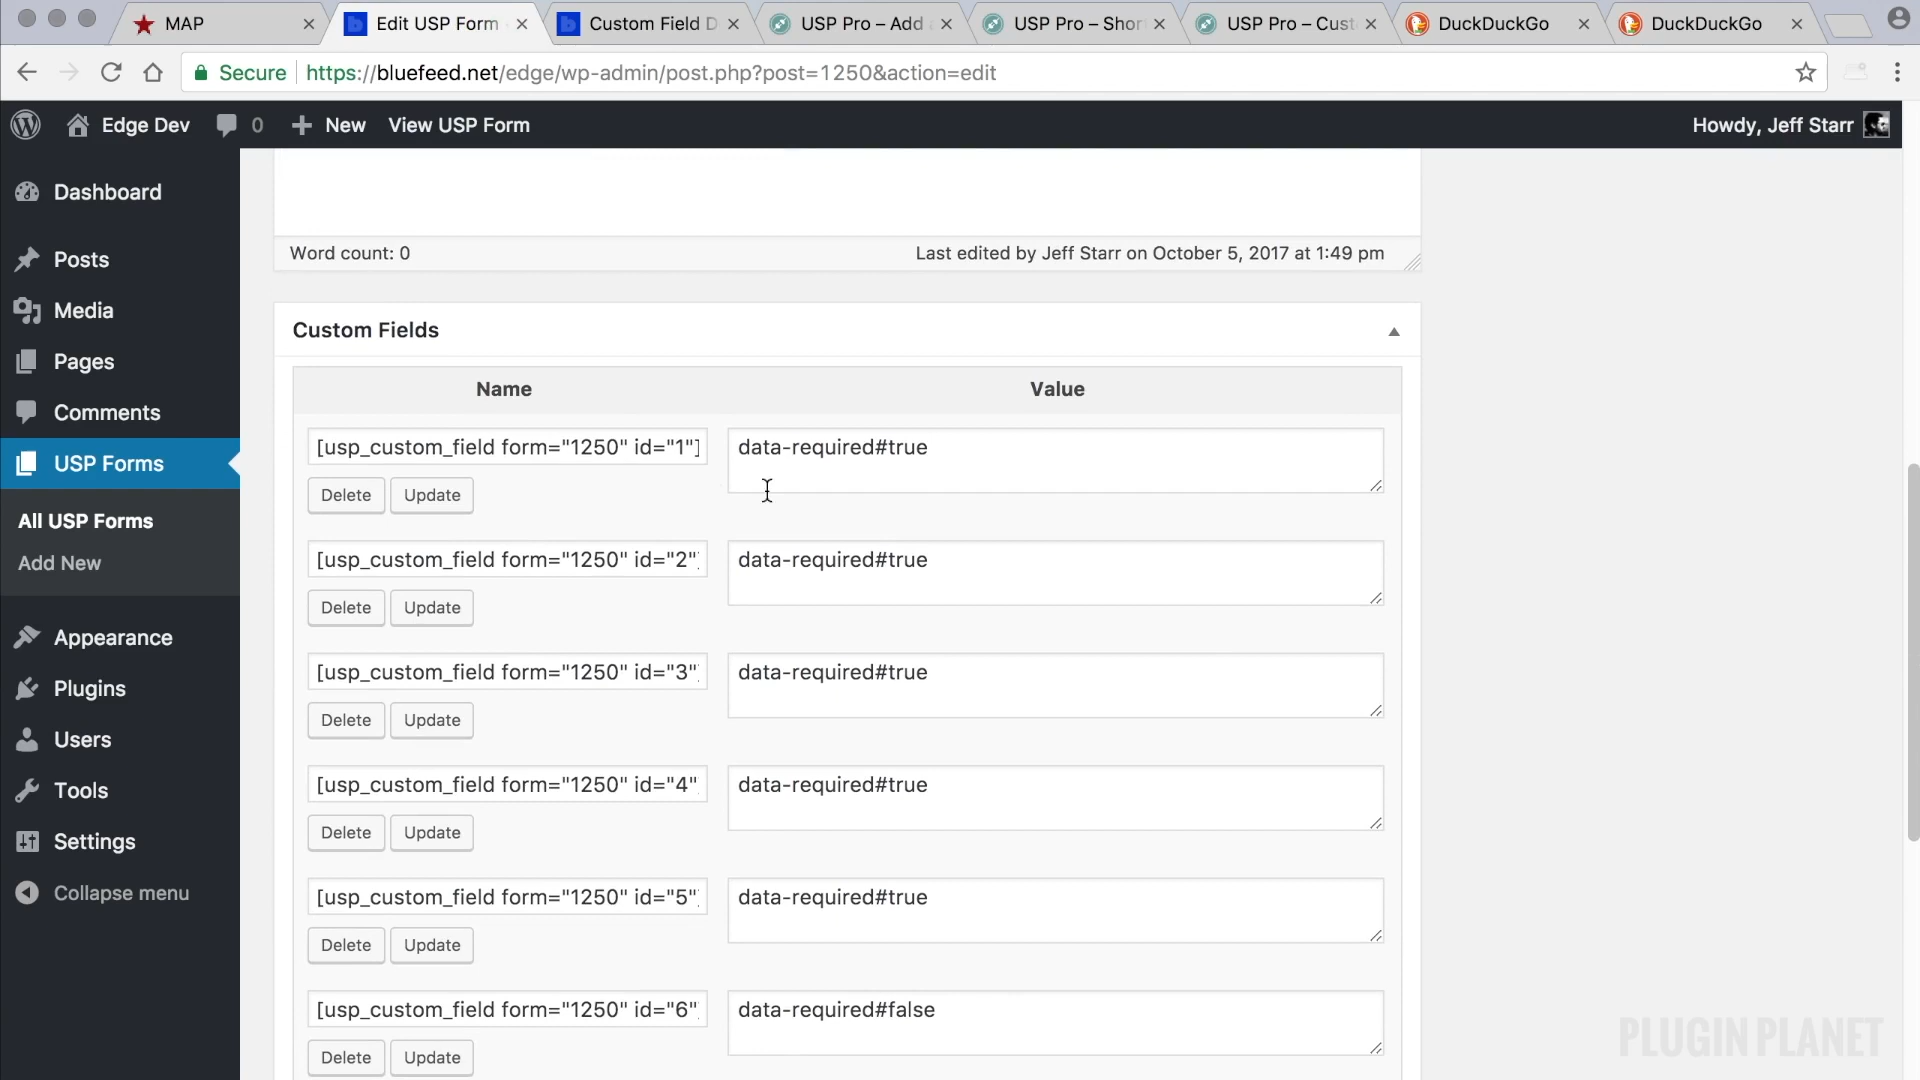 MAP
Edit USP Form
Custom Field D
USP Pro – Add
USP Pro – Shor
USP Pro – Cust
DuckDuckGo
DuckDuckGo
Secure
https://bluefeed.net/edge/wp-admin/post.php?post=1250&action=edit
Edge Dev
0
New
View USP Form
Howdy, Jeff Starr
Dashboard
Posts
Media
Pages
Comments
USP Forms
All USP Forms
Add New
Appearance
Plugins
Users
Tools
Settings
Collapse menu
Word count: 0
Last edited by Jeff Starr on October 5, 2017 at 1:49 pm
Custom Fields
Name
Value
[usp_custom_field form="1250" id="1"]
data-required#true
Delete
Update
[usp_custom_field form="1250" id="2"
data-required#true
Delete
Update
[usp_custom_field form="1250" id="3"
data-required#true
Delete
Update
[usp_custom_field form="1250" id="4"
data-required#true
Delete
Update
[usp_custom_field form="1250" id="5"
data-required#true
Delete
Update
[usp_custom_field form="1250" id="6"
data-required#false
Delete
Update
PLUGIN PLANET